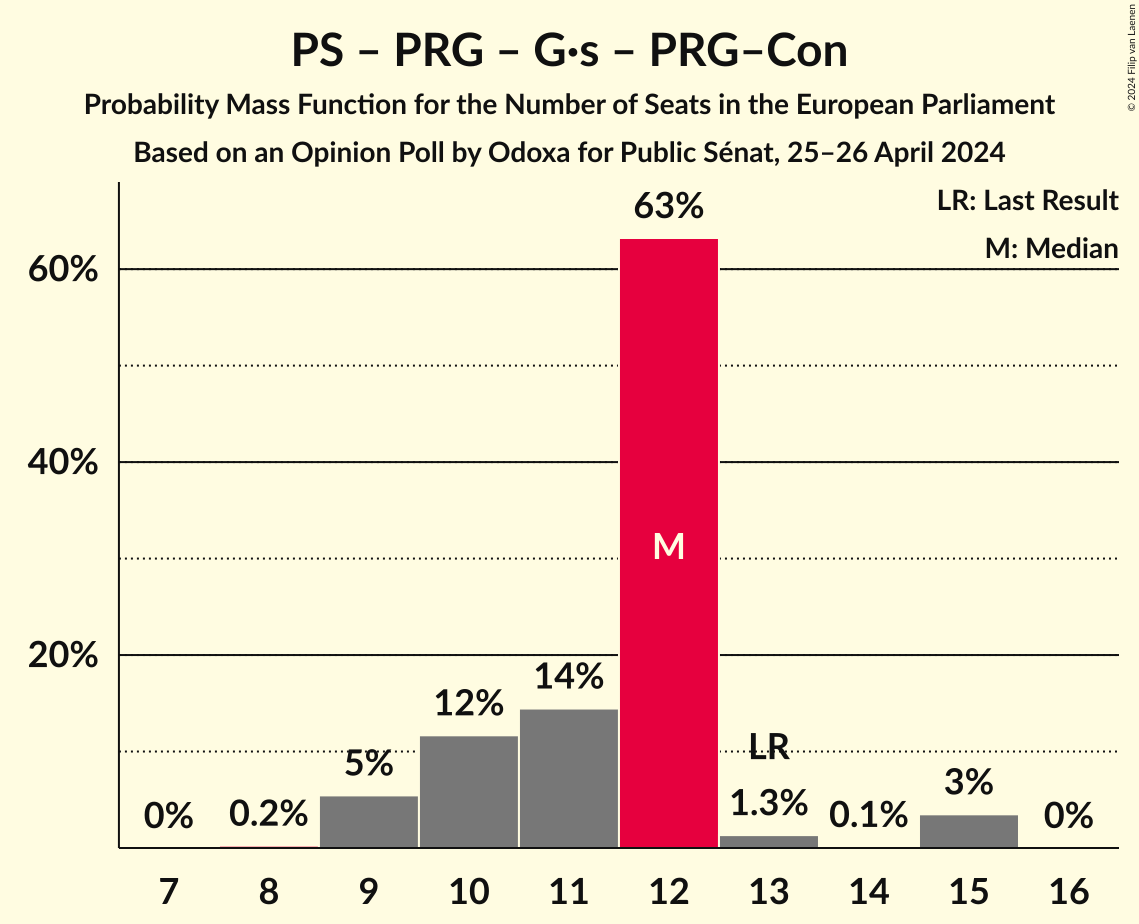 PS – PRG – G·s – PRG–Con
Probability Mass Function for the Number of Seats in the European Parliament
Based on an Opinion Poll by Odoxa for Public Sénat, 25–26 April 2024
© 2024 Filip van Laenen
LR: Last Result
M: Median
63%
60%
40%
M
20%
14%
12%
5%
LR
3%
0%
0.2%
1.3%
0.1%
0%
7 8 9 10 11 12 13 14 15 16